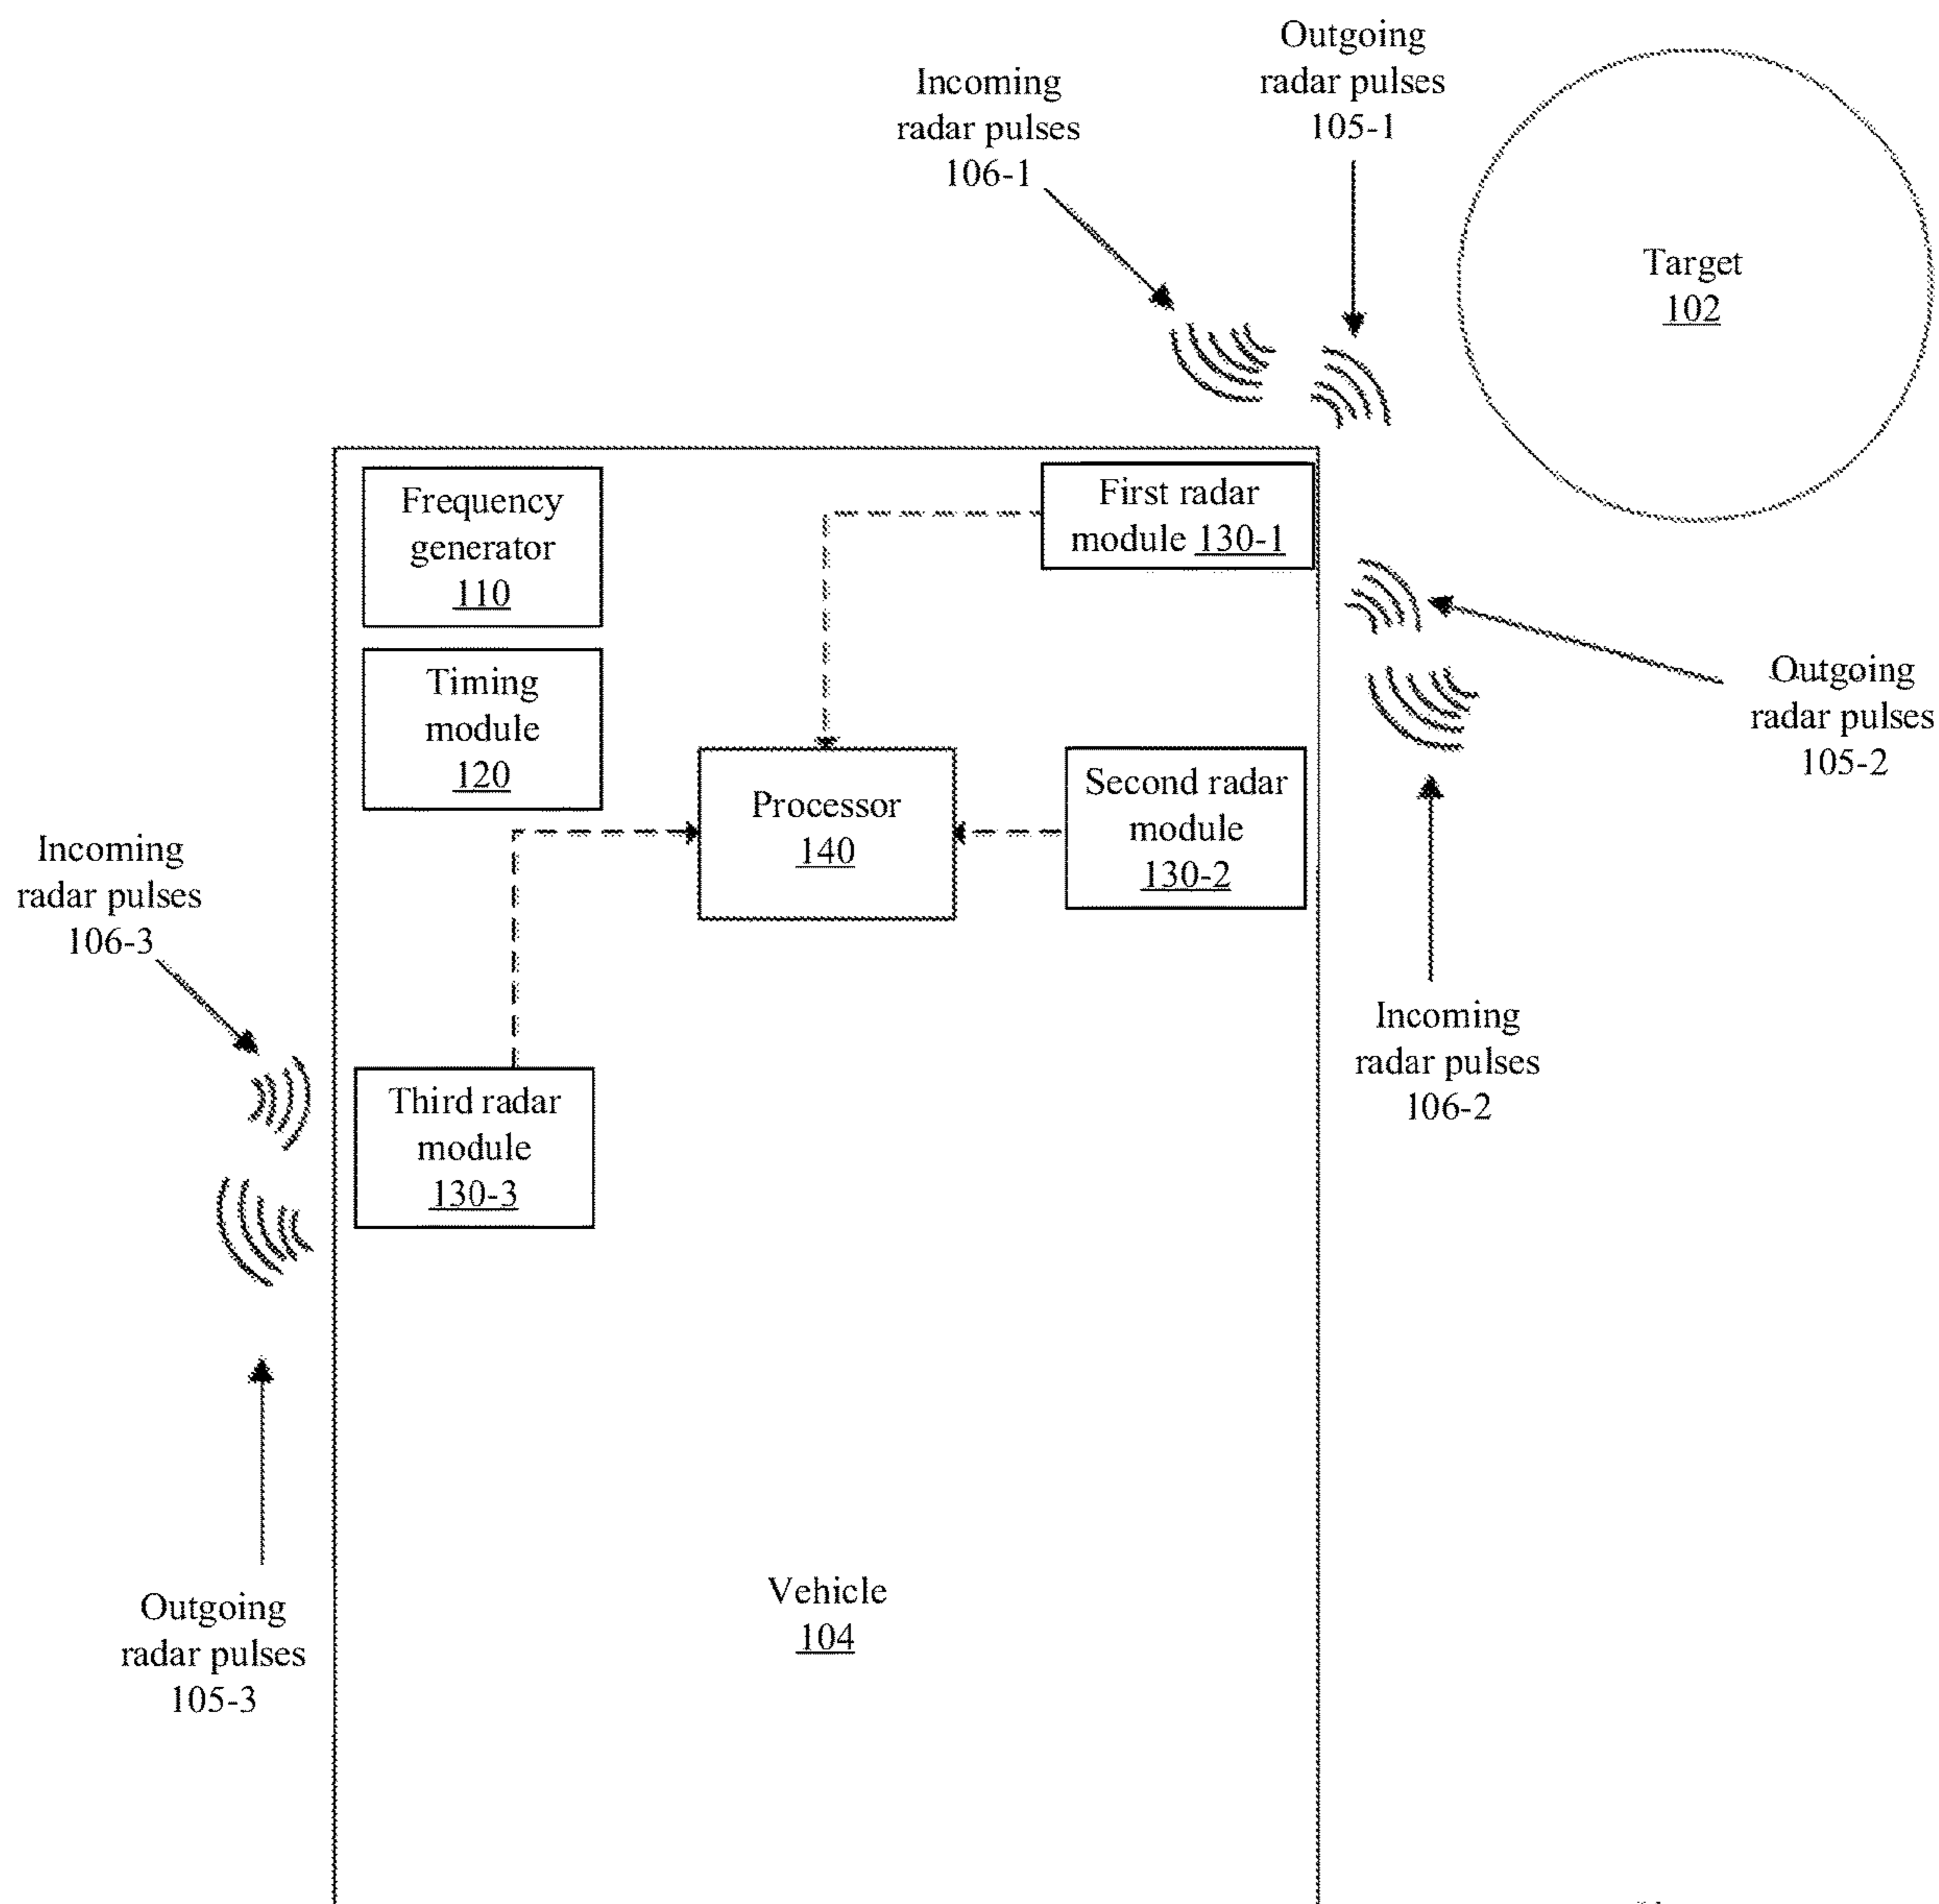 Outgoing
radar pulses
105-1
Incoming
radar pulses
106-1
Target
102
Frequency
generator
110
First radar
module 130-1
Timing
module
120
Outgoing
radar pulses
105-2
Processor
140
Second radar
module
130-2
Incoming
radar pulses
106-3
Incoming
radar pulses
106-2
Third radar
module
130-3
Vehicle
104
Outgoing
radar pulses
105-3